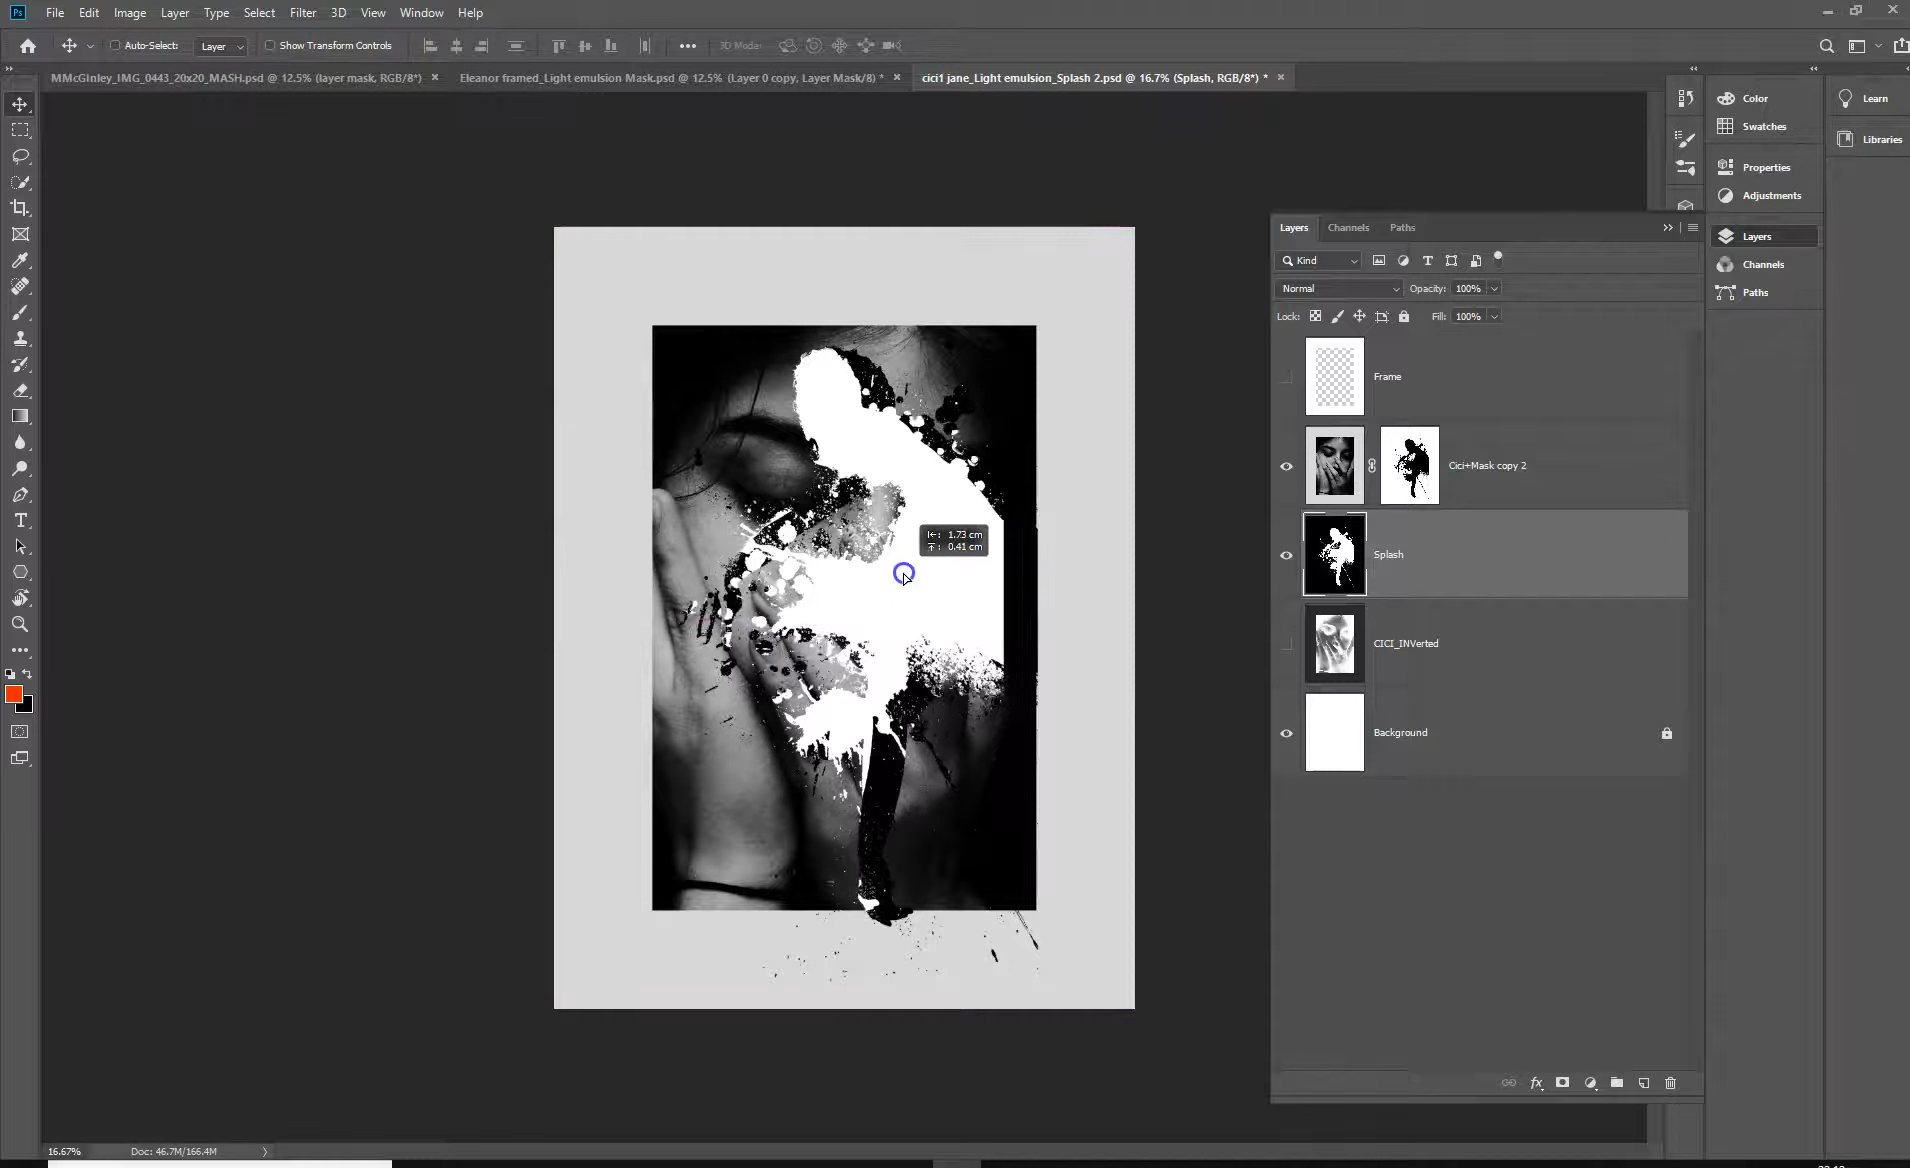 Ps File Edit Image Layer Type Select Filter 3D View Window Help
Auto-Select: Layer Show Transform Controls 3D Mode:
MMcGInley_IMG_0443_20x20_MASH.psd @ 12.5% (layer mask, RGB/8*) × Eleanor framed_Light emulsion Mask.psd @ 12.5% (Layer 0 copy, Layer Mask/8) * × cici1 jane_Light emulsion_Splash 2.psd @ 16.7% (Splash, RGB/8*) * ×
Color
Swatches
Properties
Adjustments
Layers
Channels
Paths
Learn
Libraries
Layers Channels Paths
Kind
Normal Opacity: 100%
Lock: Fill: 100%
Frame
Cici+Mask copy 2
Splash
CICI_INVerted
Background
1.73 cm
0.41 cm
fx
16.67% Doc: 46.7M/166.4M